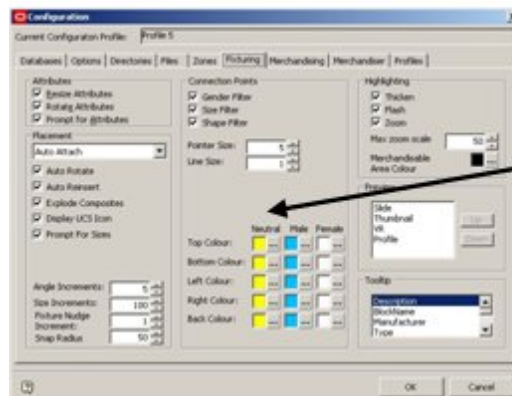 Configuration
Current Configuraton Profile: Profile 5
Databases Options Directories Files Zones Fixturing Merchandising Merchandiser Profiles
Attributes
Resize Attributes
Rotate Attributes
Prompt for Attributes
Placement
Auto Attach
Auto Rotate
Auto Reinsert
Explode Composites
Display UCS Icon
Prompt For Sizes
Angle Increments: 5
Size Increments: 100
Fixture Nudge Increment: 1
Snap Radius 50
Connection Points
Gender Filter
Size Filter
Shape Filter
Pointer Size: 5
Line Size: 1
Neutral Male Female
Top Colour: ... ... ...
Bottom Colour: ... ... ...
Left Colour: ... ... ...
Right Colour: ... ... ...
Back Colour: ... ... ...
Highlighting
Thicken
Flash
Zoom
Max zoom scale 50
Merchandisable
Area Colour ...
Preview
Slide
Thumbnail
VR
Profile
Up
Down
Tooltip
Description
BlockName
Manufacturer
Type
OK Cancel